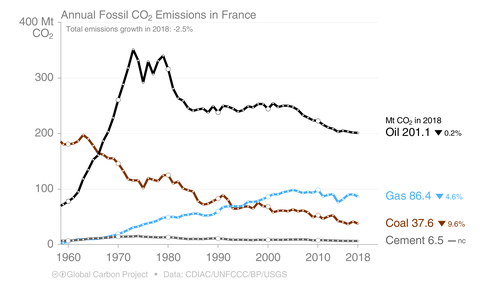 Annual Fossil CO₂ Emissions in France
400 Mt
CO₂
Total emissions growth in 2018: -2.5%
300
200
100
0
1960 1970 1980 1990 2000 2010 2018
Mt CO₂ in 2018
Oil 201.1 ▼ 0.2%
Gas 86.4 ▼ 4.6%
Coal 37.6 ▼ 9.6%
Cement 6.5 — nc
Global Carbon Project • Data: CDIAC/UNFCCC/BP/USGS